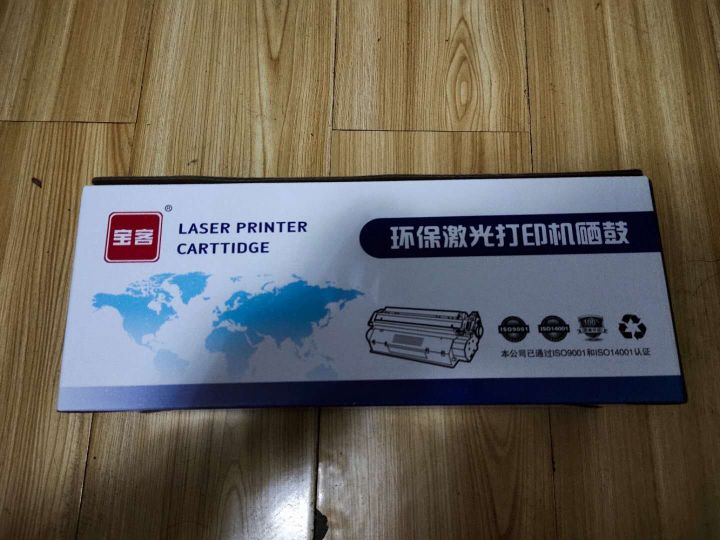 宝客®
LASER PRINTER
CARTTIDGE
环保激光打印机硒鼓
ISO9001
ISO14001
100%
本公司已通过ISO9001和ISO14001认证